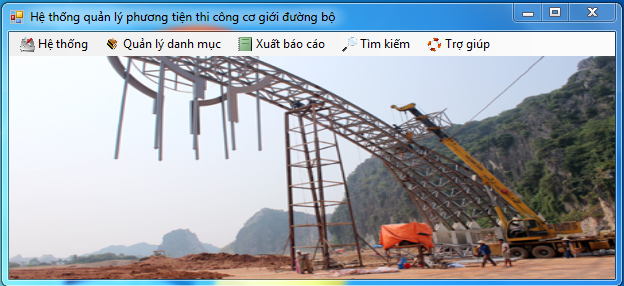 Hệ thống quản lý phương tiện thi công cơ giới đường bộ
Hệ thống Quản lý danh mục Xuất báo cáo Tìm kiếm Trợ giúp